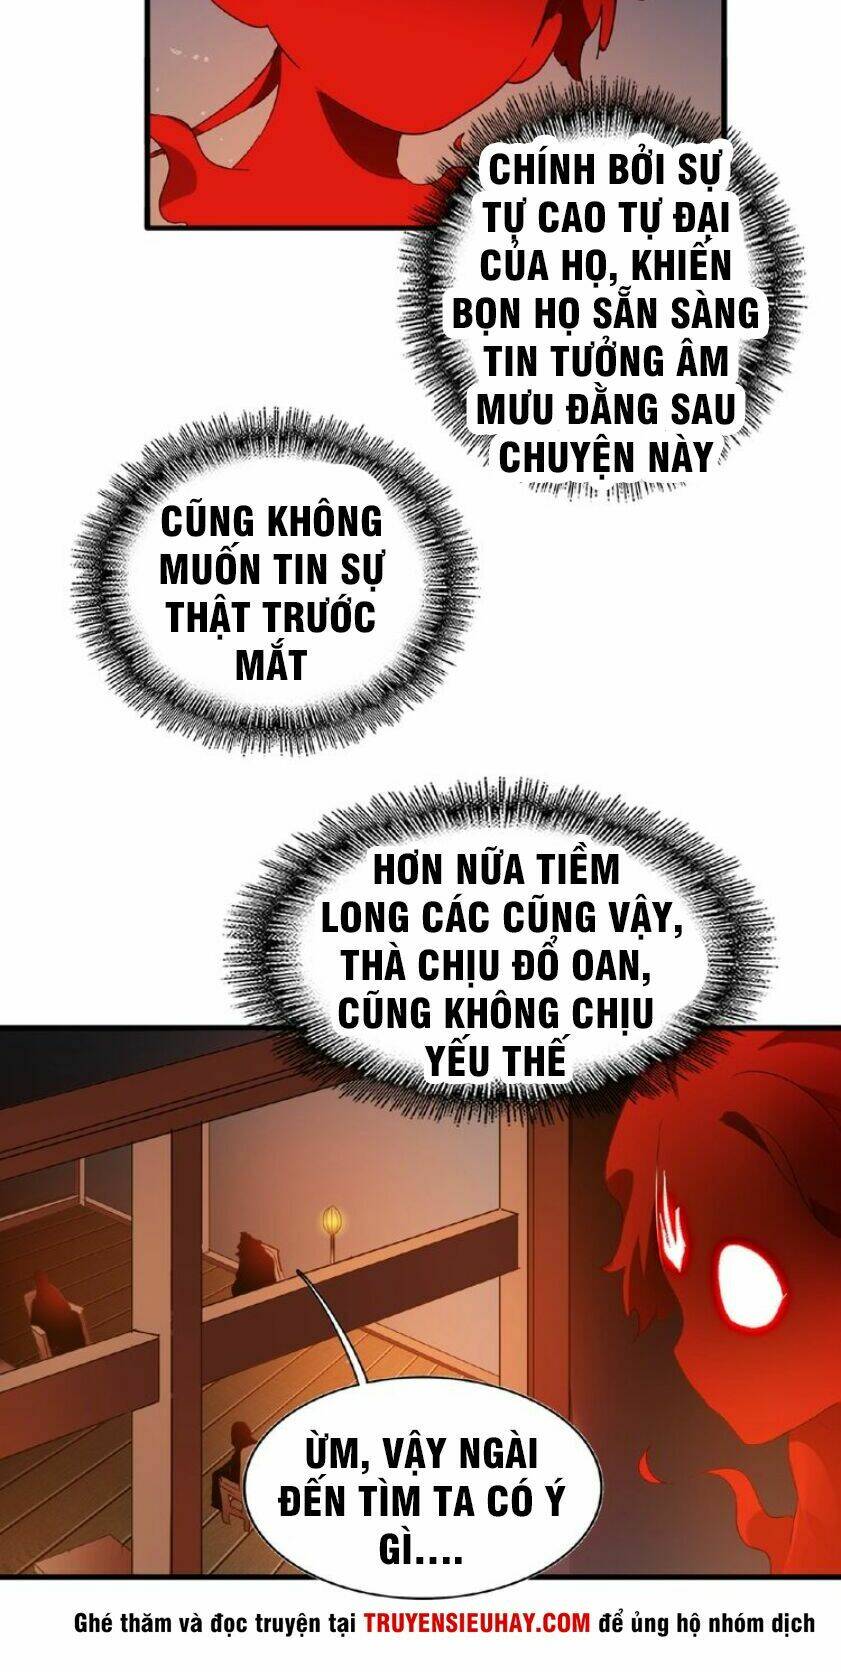 CHÍNH BỞI SỰ
TỰ CAO TỰ ĐẠI
CỦA HỌ, KHIẾN
BỌN HỌ SẴN SÀNG
TIN TƯỞNG ÂM
MƯU ĐẰNG SAU
CHUYỆN NÀY
CŨNG KHÔNG
MUỐN TIN SỰ
THẬT TRƯỚC
MẮT
HƠN NỮA TIỀM
LONG CÁC CŨNG VẬY,
THÀ CHỊU ĐỔ OAN,
CŨNG KHÔNG CHỊU
YẾU THẾ
ỪM, VẬY NGÀI
ĐẾN TÌM TA CÓ Ý
GÌ....
Ghé thăm và đọc truyện tại TRUYENSIEUHAY.COM để ủng hộ nhóm dịch